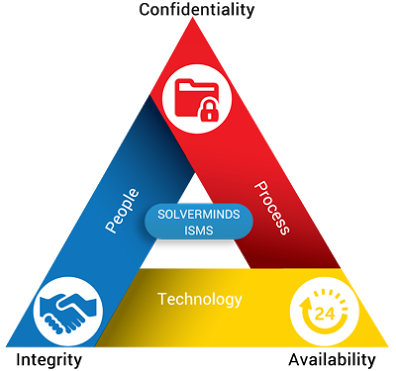 Confidentiality
People
Process
SOLVERMINDS
ISMS
Technology
24
Integrity
Availability